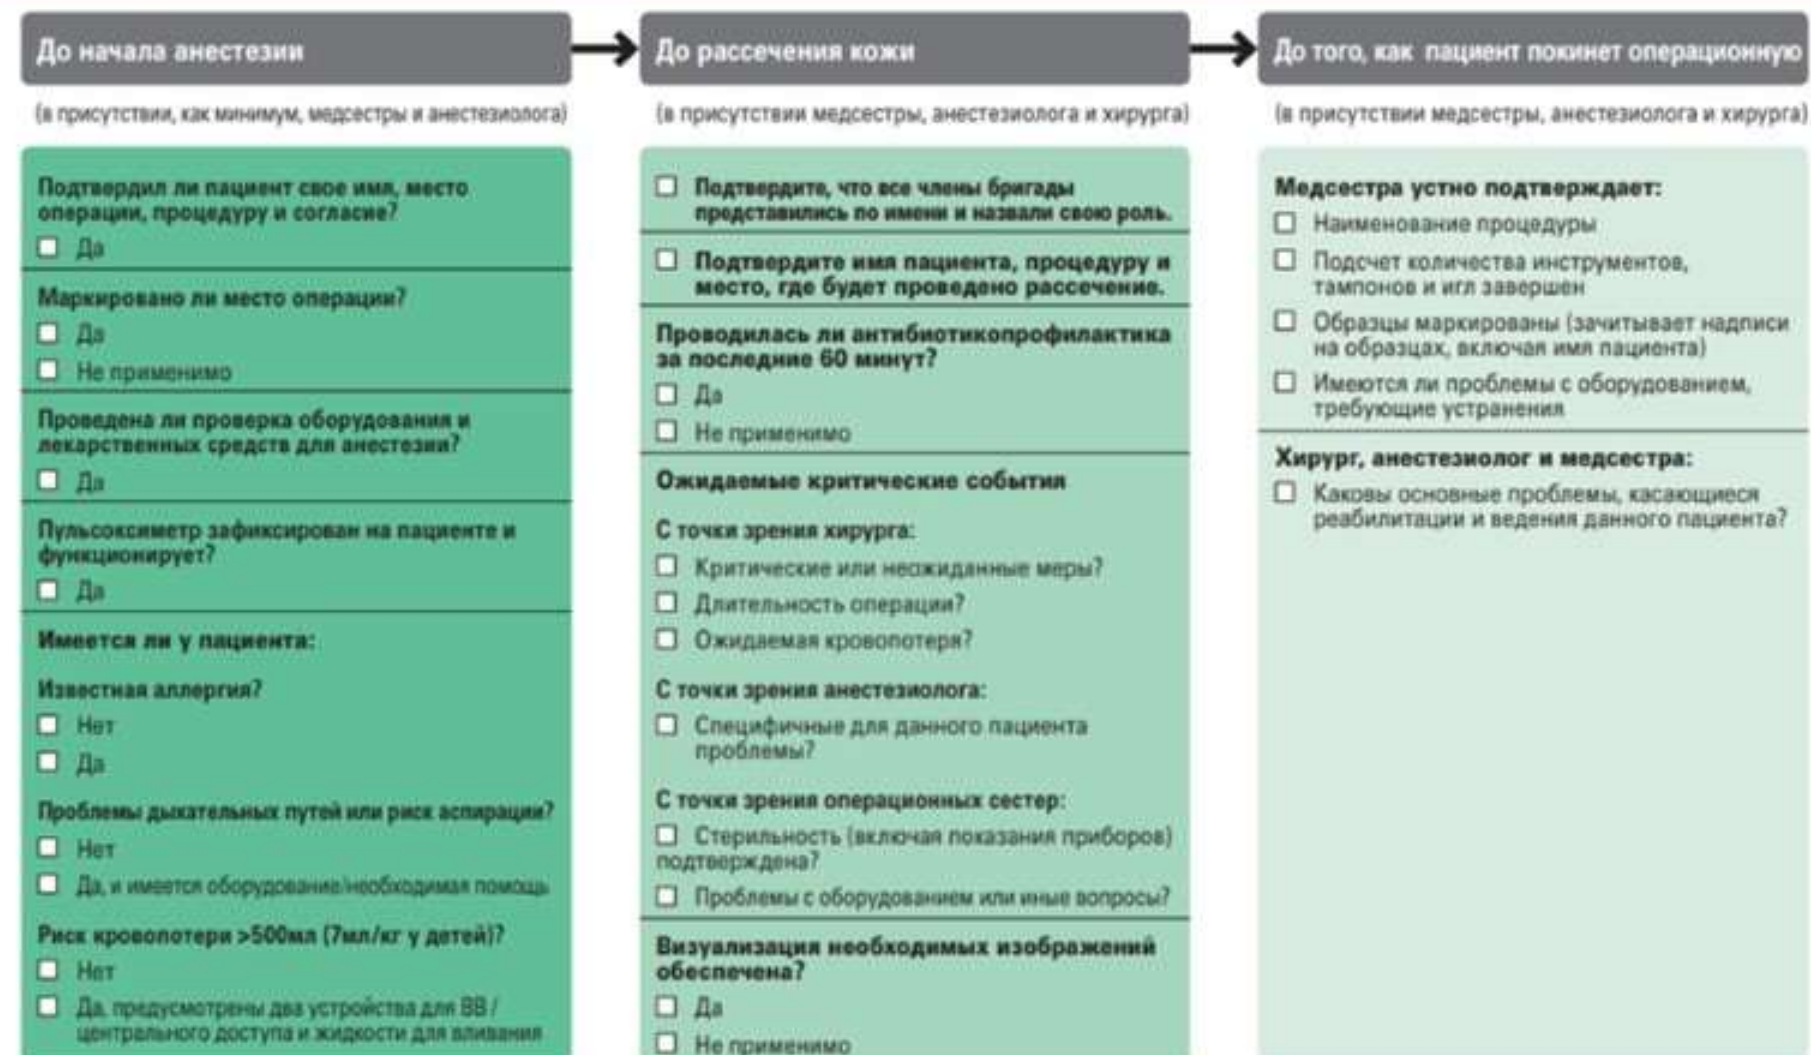 До начала анестезии
(в присутствии, как минимум, медсестры и анестезиолога)
Подтвердил ли пациент свое имя, место
операции, процедуру и согласие?
Да
Маркировано ли место операции?
Да
Не применимо
Проведена ли проверка оборудования и
лекарственных средств для анестезии?
Да
Пульсоксиметр зафиксирован на пациенте и
функционирует?
Да
Имеется ли у пациента:
Известная аллергия?
Нет
Да
Проблемы дыхательных путей или риск аспирации?
Нет
Да, и имеется оборудование/необходимая помощь
Риск кровопотери >500мл (7мл/кг у детей)?
Нет
Да, предусмотрены два устройства для ВВ /
центрального доступа и жидкости для вливания
До рассечения кожи
(в присутствии медсестры, анестезиолога и хирурга)
Подтвердите, что все члены бригады
представились по имени и назвали свою роль.
Подтвердите имя пациента, процедуру и
место, где будет проведено рассечение.
Проводилась ли антибиотикопрофилактика
за последние 60 минут?
Да
Не применимо
Ожидаемые критические события
С точки зрения хирурга:
Критические или неожиданные меры?
Длительность операции?
Ожидаемая кровопотеря?
С точки зрения анестезиолога:
Специфичные для данного пациента
проблемы?
С точки зрения операционных сестер:
Стерильность (включая показания приборов)
подтверждена?
Проблемы с оборудованием или иные вопросы?
Визуализация необходимых изображений
обеспечена?
Да
Не применимо
До того, как пациент покинет операционную
(в присутствии медсестры, анестезиолога и хирурга)
Медсестра устно подтверждает:
Наименование процедуры
Подсчет количества инструментов,
тампонов и игл завершен
Образцы маркированы (зачитывает надписи
на образцах, включая имя пациента)
Имеются ли проблемы с оборудованием,
требующие устранения
Хирург, анестезиолог и медсестра:
Каковы основные проблемы, касающиеся
реабилитации и ведения данного пациента?